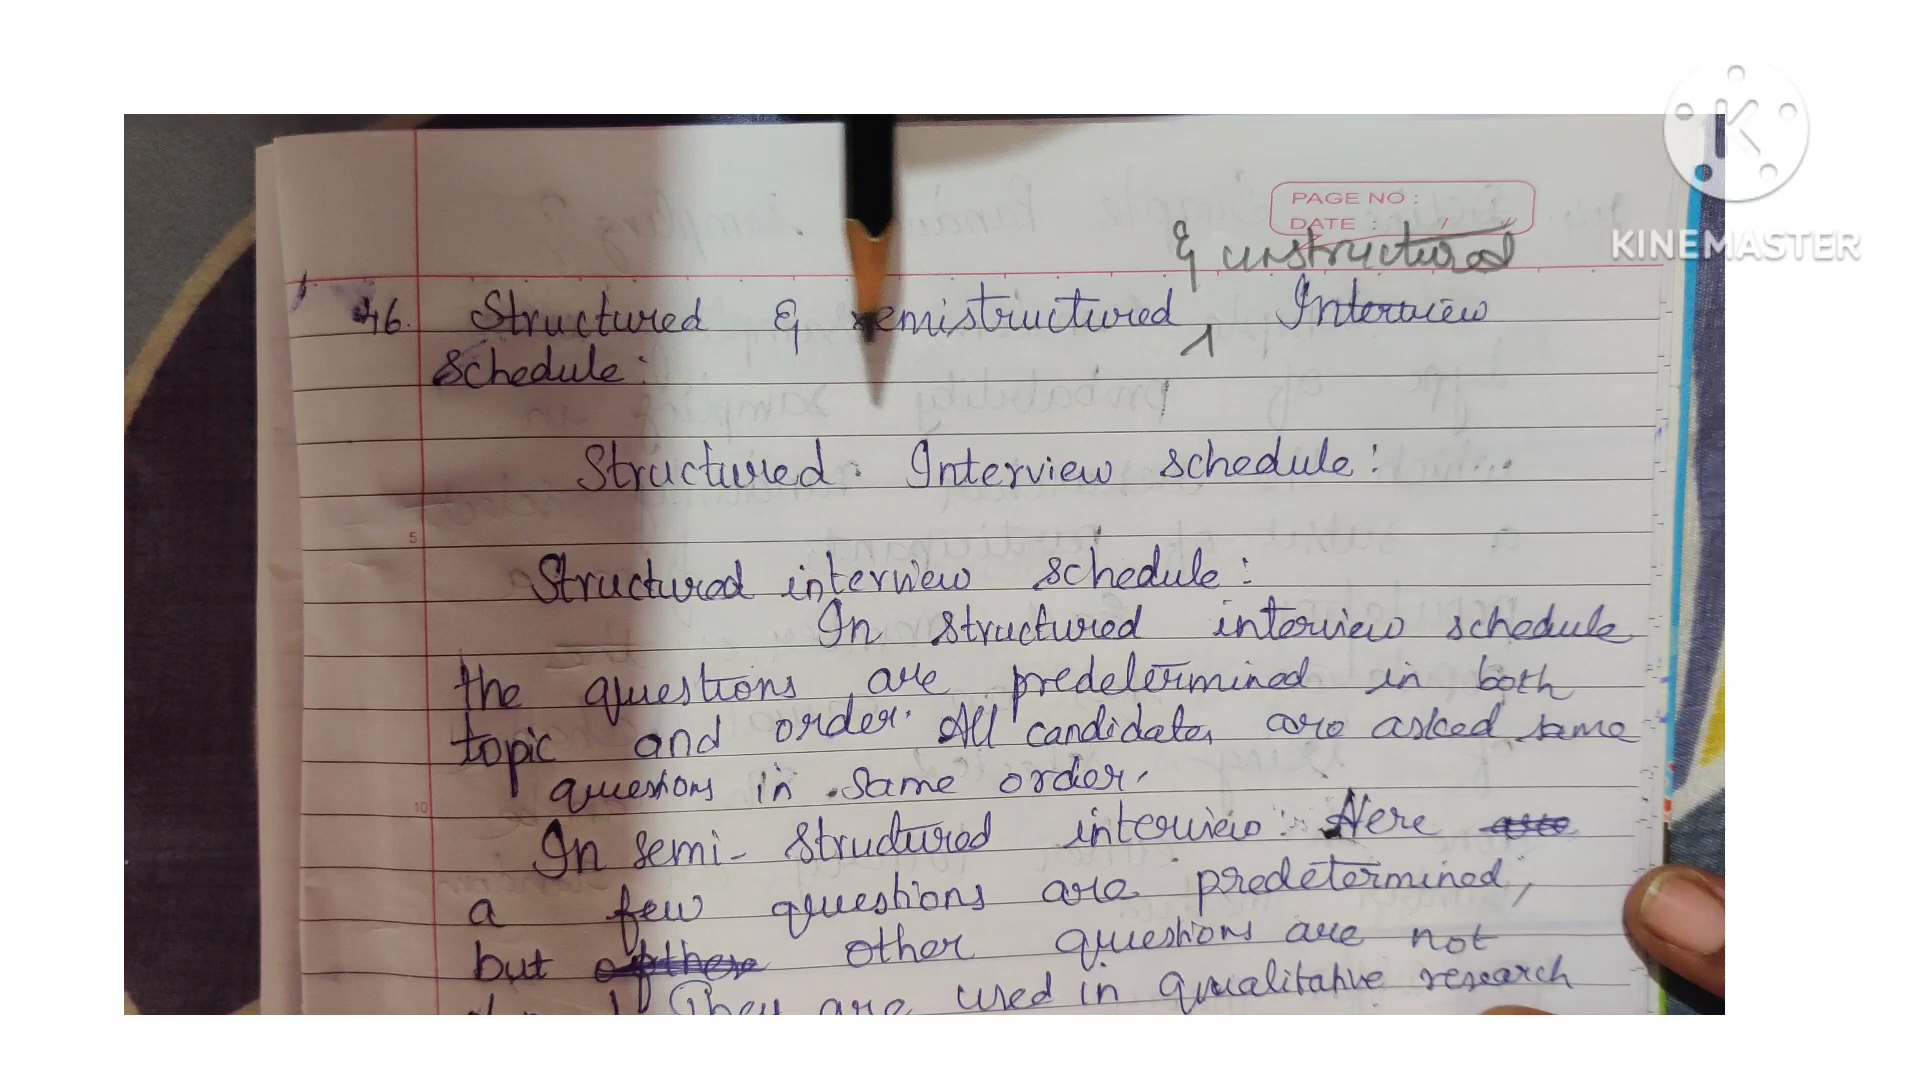 KINEMASTER
PAGE NO :
DATE : / /
& unstructured
46. Structured & semistructured ^ Interview
Schedule:
Structured. Interview schedule:
5
Structured interview schedule:
In structured interview schedule
the questions are predetermined in both
topic and order. All candidates are asked same
questions in same order.
10
In semi- structured interview: Here
a few questions are predetermined,
but other questions are not
They are used in qualitative research